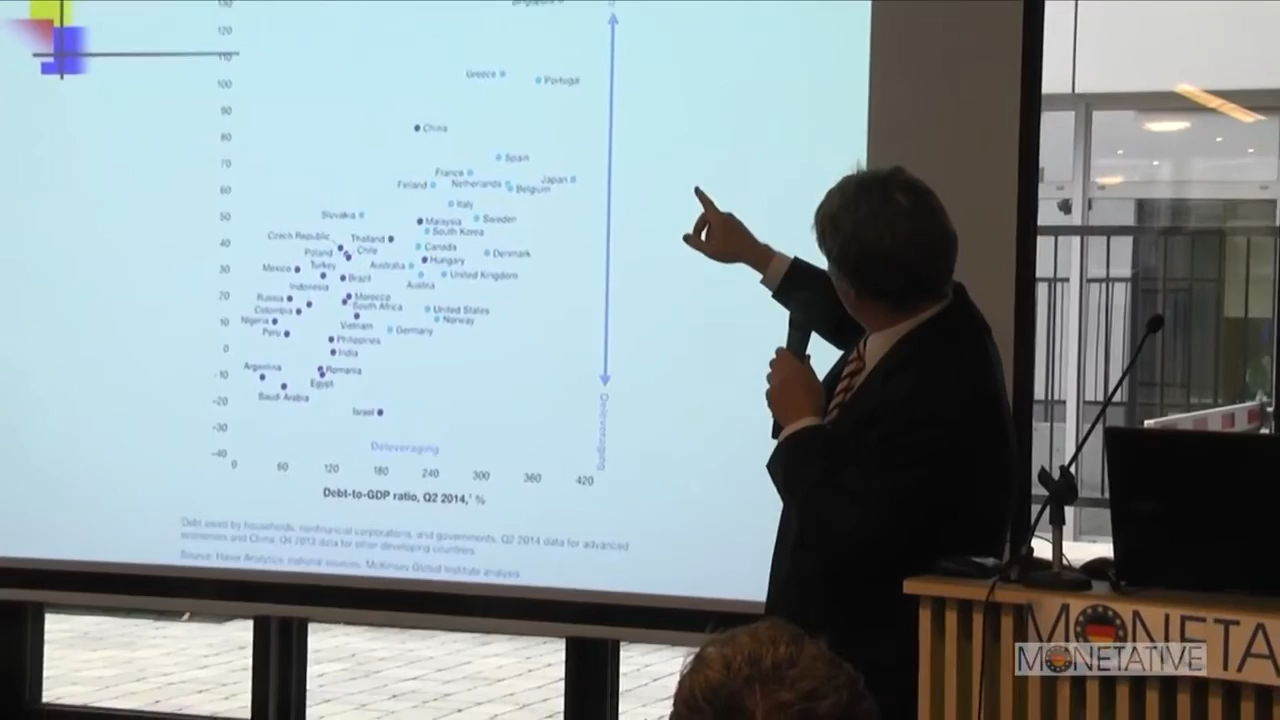 130
Singapore
120
110
100
Greece
Portugal
90
China
80
Spain
70
France
Japan
Finland
Netherlands
Belgium
60
Italy
50
Slovakia
Malaysia
Sweden
South Korea
Czech Republic
Thailand
40
Canada
Poland
Chile
Denmark
Hungary
30
Mexico
Turkey
Australia
United Kingdom
Brazil
Austria
Indonesia
20
Russia
Morocco
South Africa
Colombia
United States
10
Nigeria
Norway
Peru
Vietnam
Germany
Philippines
0
India
-10
Argentina
Romania
Egypt
-20
Saudi Arabia
Israel
-30
Deleveraging
-40
0 60 120 180 240 300 360 420
Debt-to-GDP ratio, Q2 2014,¹ %
Deleveraging
Debt owed by households, nonfinancial corporations, and governments. Q2 2014 data for advanced
economies and China; Q4 2013 data for other developing countries.
Source: Haver Analytics; national sources; McKinsey Global Institute analysis
MONETA
MONETATIVE